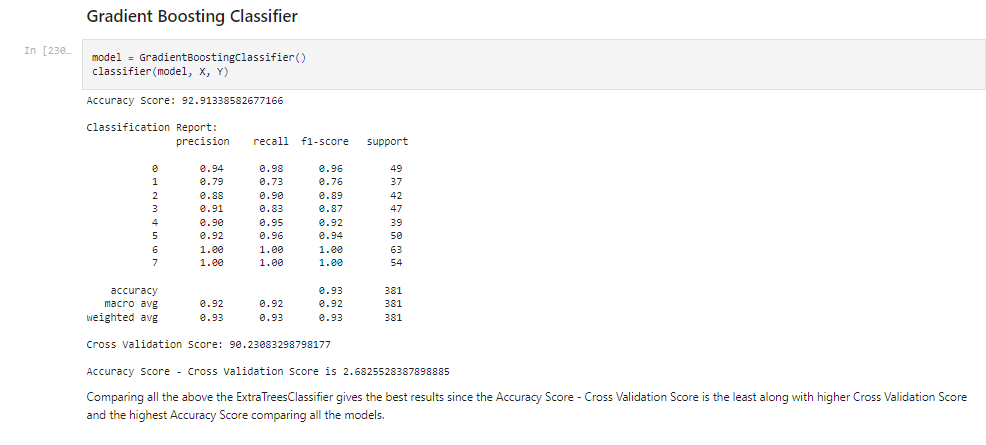 Gradient Boosting Classifier
In [230…
model = GradientBoostingClassifier()
classifier(model, X, Y)
Accuracy Score: 92.91338582677166
Classification Report:
precision recall f1-score support
0 0.94 0.98 0.96 49
1 0.79 0.73 0.76 37
2 0.88 0.90 0.89 42
3 0.91 0.83 0.87 47
4 0.90 0.95 0.92 39
5 0.92 0.96 0.94 50
6 1.00 1.00 1.00 63
7 1.00 1.00 1.00 54
accuracy 0.93 381
macro avg 0.92 0.92 0.92 381
weighted avg 0.93 0.93 0.93 381
Cross Validation Score: 90.23083298798177
Accuracy Score - Cross Validation Score is 2.6825528387898885
Comparing all the above the ExtraTreesClassifier gives the best results since the Accuracy Score - Cross Validation Score is the least along with higher Cross Validation Score
and the highest Accuracy Score comparing all the models.